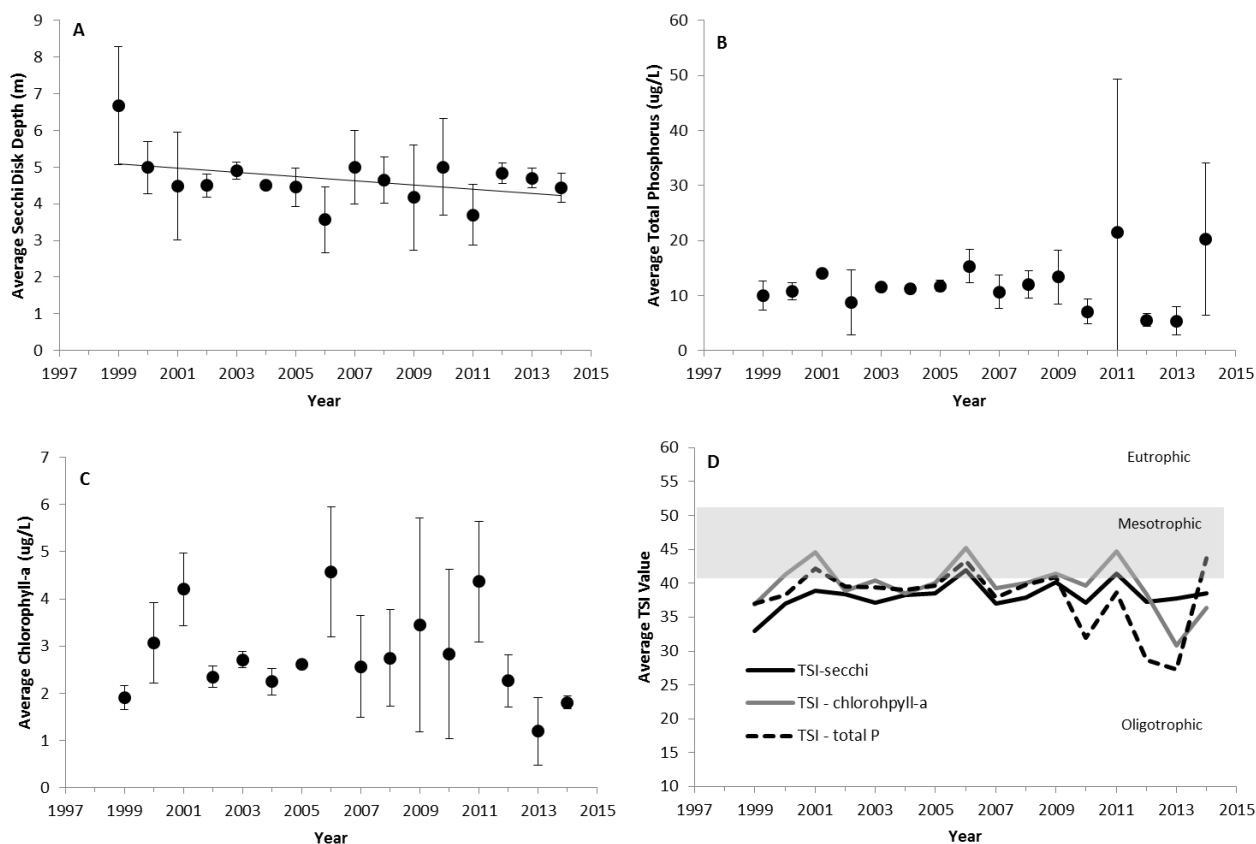 A
Average Secchi Disk Depth (m)
9
8
7
6
5
4
3
2
1
0
1997 1999 2001 2003 2005 2007 2009 2011 2013 2015
Year
B
Average Total Phosphorus (ug/L)
60
50
40
30
20
10
0
1997 1999 2001 2003 2005 2007 2009 2011 2013 2015
Year
C
Average Chlorophyll-a (ug/L)
7
6
5
4
3
2
1
0
1997 1999 2001 2003 2005 2007 2009 2011 2013 2015
Year
D
Average TSI Value
60
55
50
45
40
35
30
25
20
15
10
Eutrophic
Mesotrophic
Oligotrophic
TSI-secchi
TSI - chlorohpyll-a
TSI - total P
1997 1999 2001 2003 2005 2007 2009 2011 2013 2015
Year